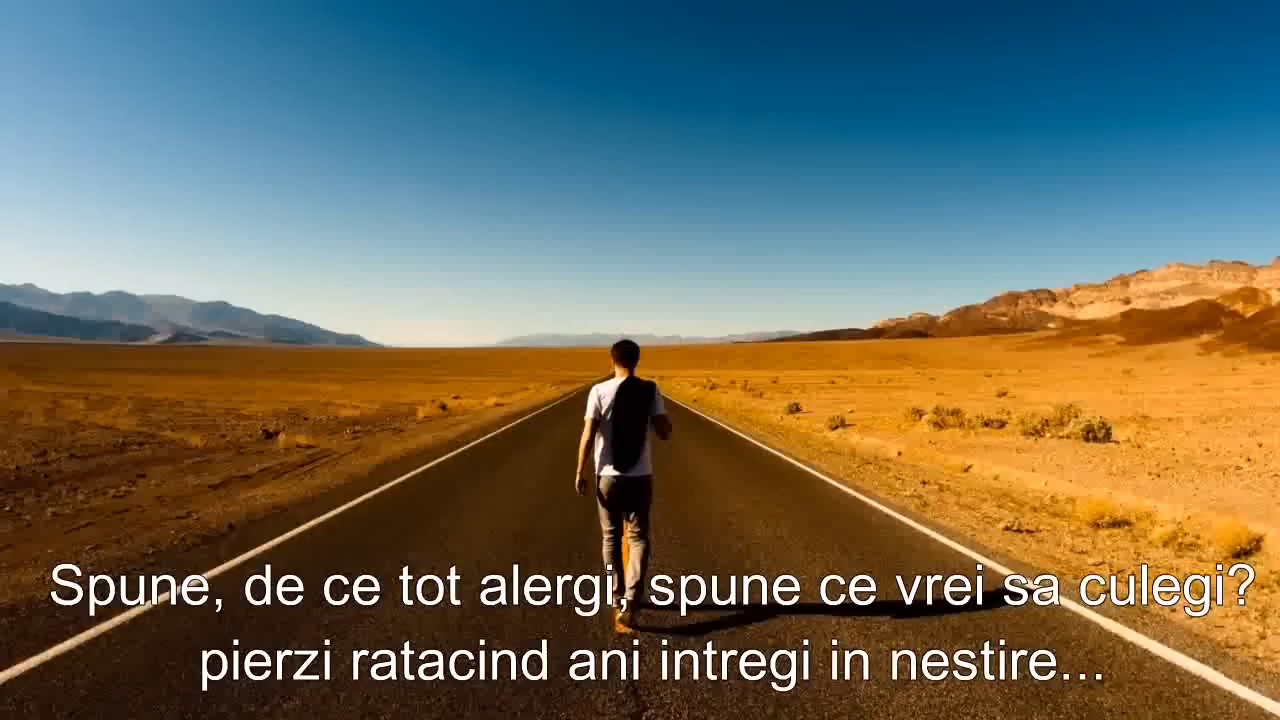 Spune, de ce tot alergi, spune ce vrei sa culegi?
pierzi ratacind ani intregi in nestire...